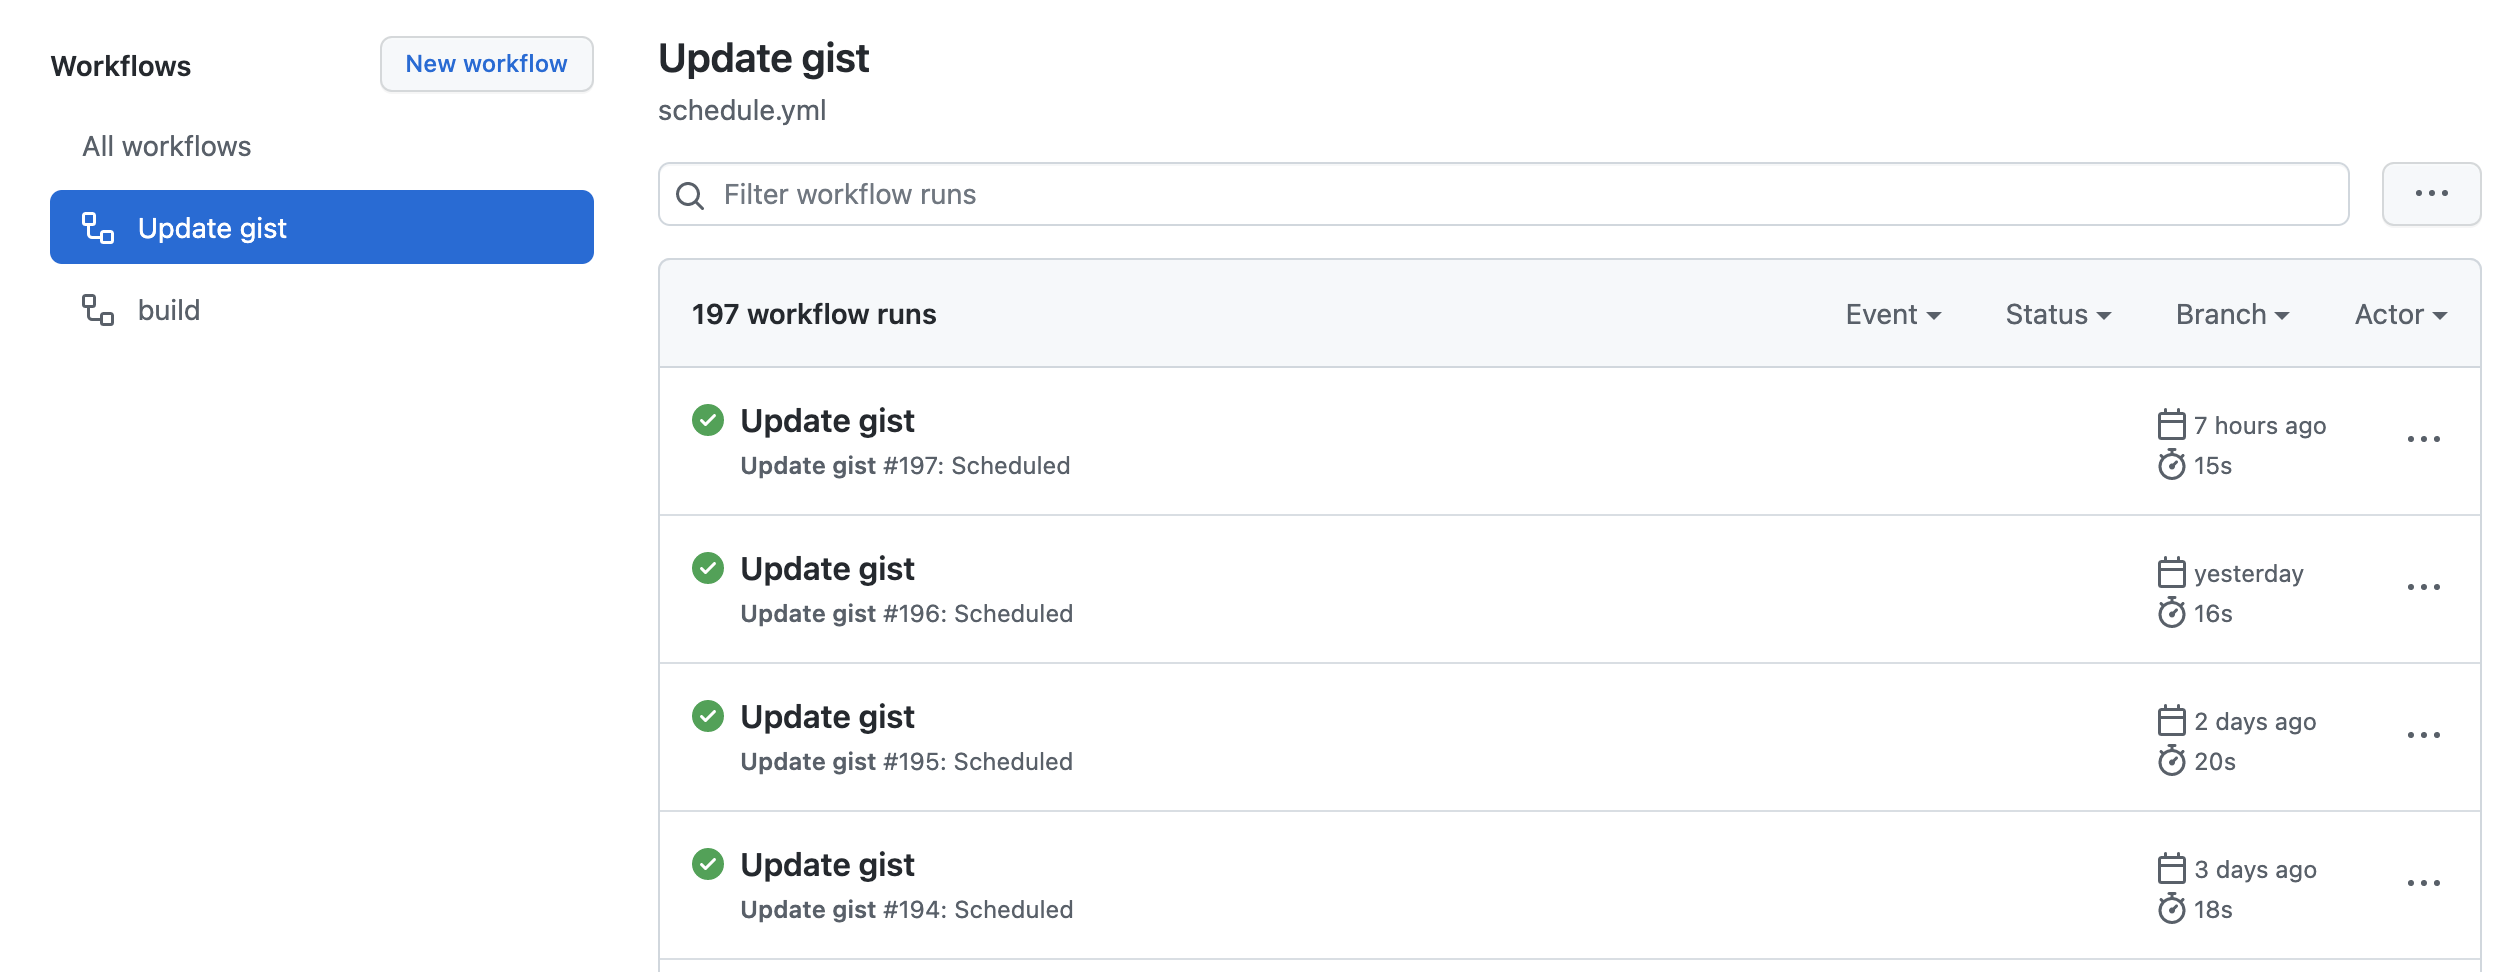 Workflows
New workflow
All workflows
Update gist
build
Update gist
schedule.yml
Filter workflow runs
197 workflow runs
Event
Status
Branch
Actor
Update gist
Update gist #197: Scheduled
7 hours ago
15s
Update gist
Update gist #196: Scheduled
yesterday
16s
Update gist
Update gist #195: Scheduled
2 days ago
20s
Update gist
Update gist #194: Scheduled
3 days ago
18s